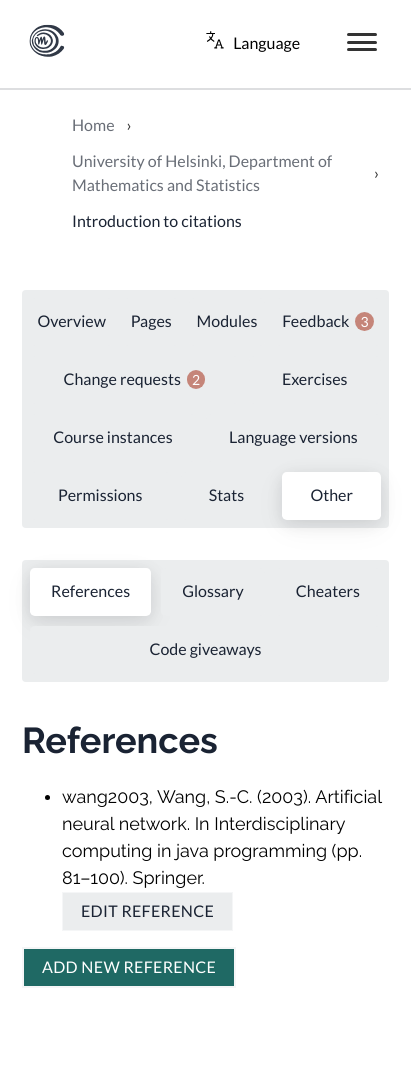 Language
Home ›
University of Helsinki, Department of
Mathematics and Statistics ›
Introduction to citations
Overview Pages Modules Feedback 3
Change requests 2 Exercises
Course instances Language versions
Permissions Stats Other
References Glossary Cheaters
Code giveaways
References
• wang2003, Wang, S.-C. (2003). Artificial
neural network. In Interdisciplinary
computing in java programming (pp.
81–100). Springer.
EDIT REFERENCE
ADD NEW REFERENCE